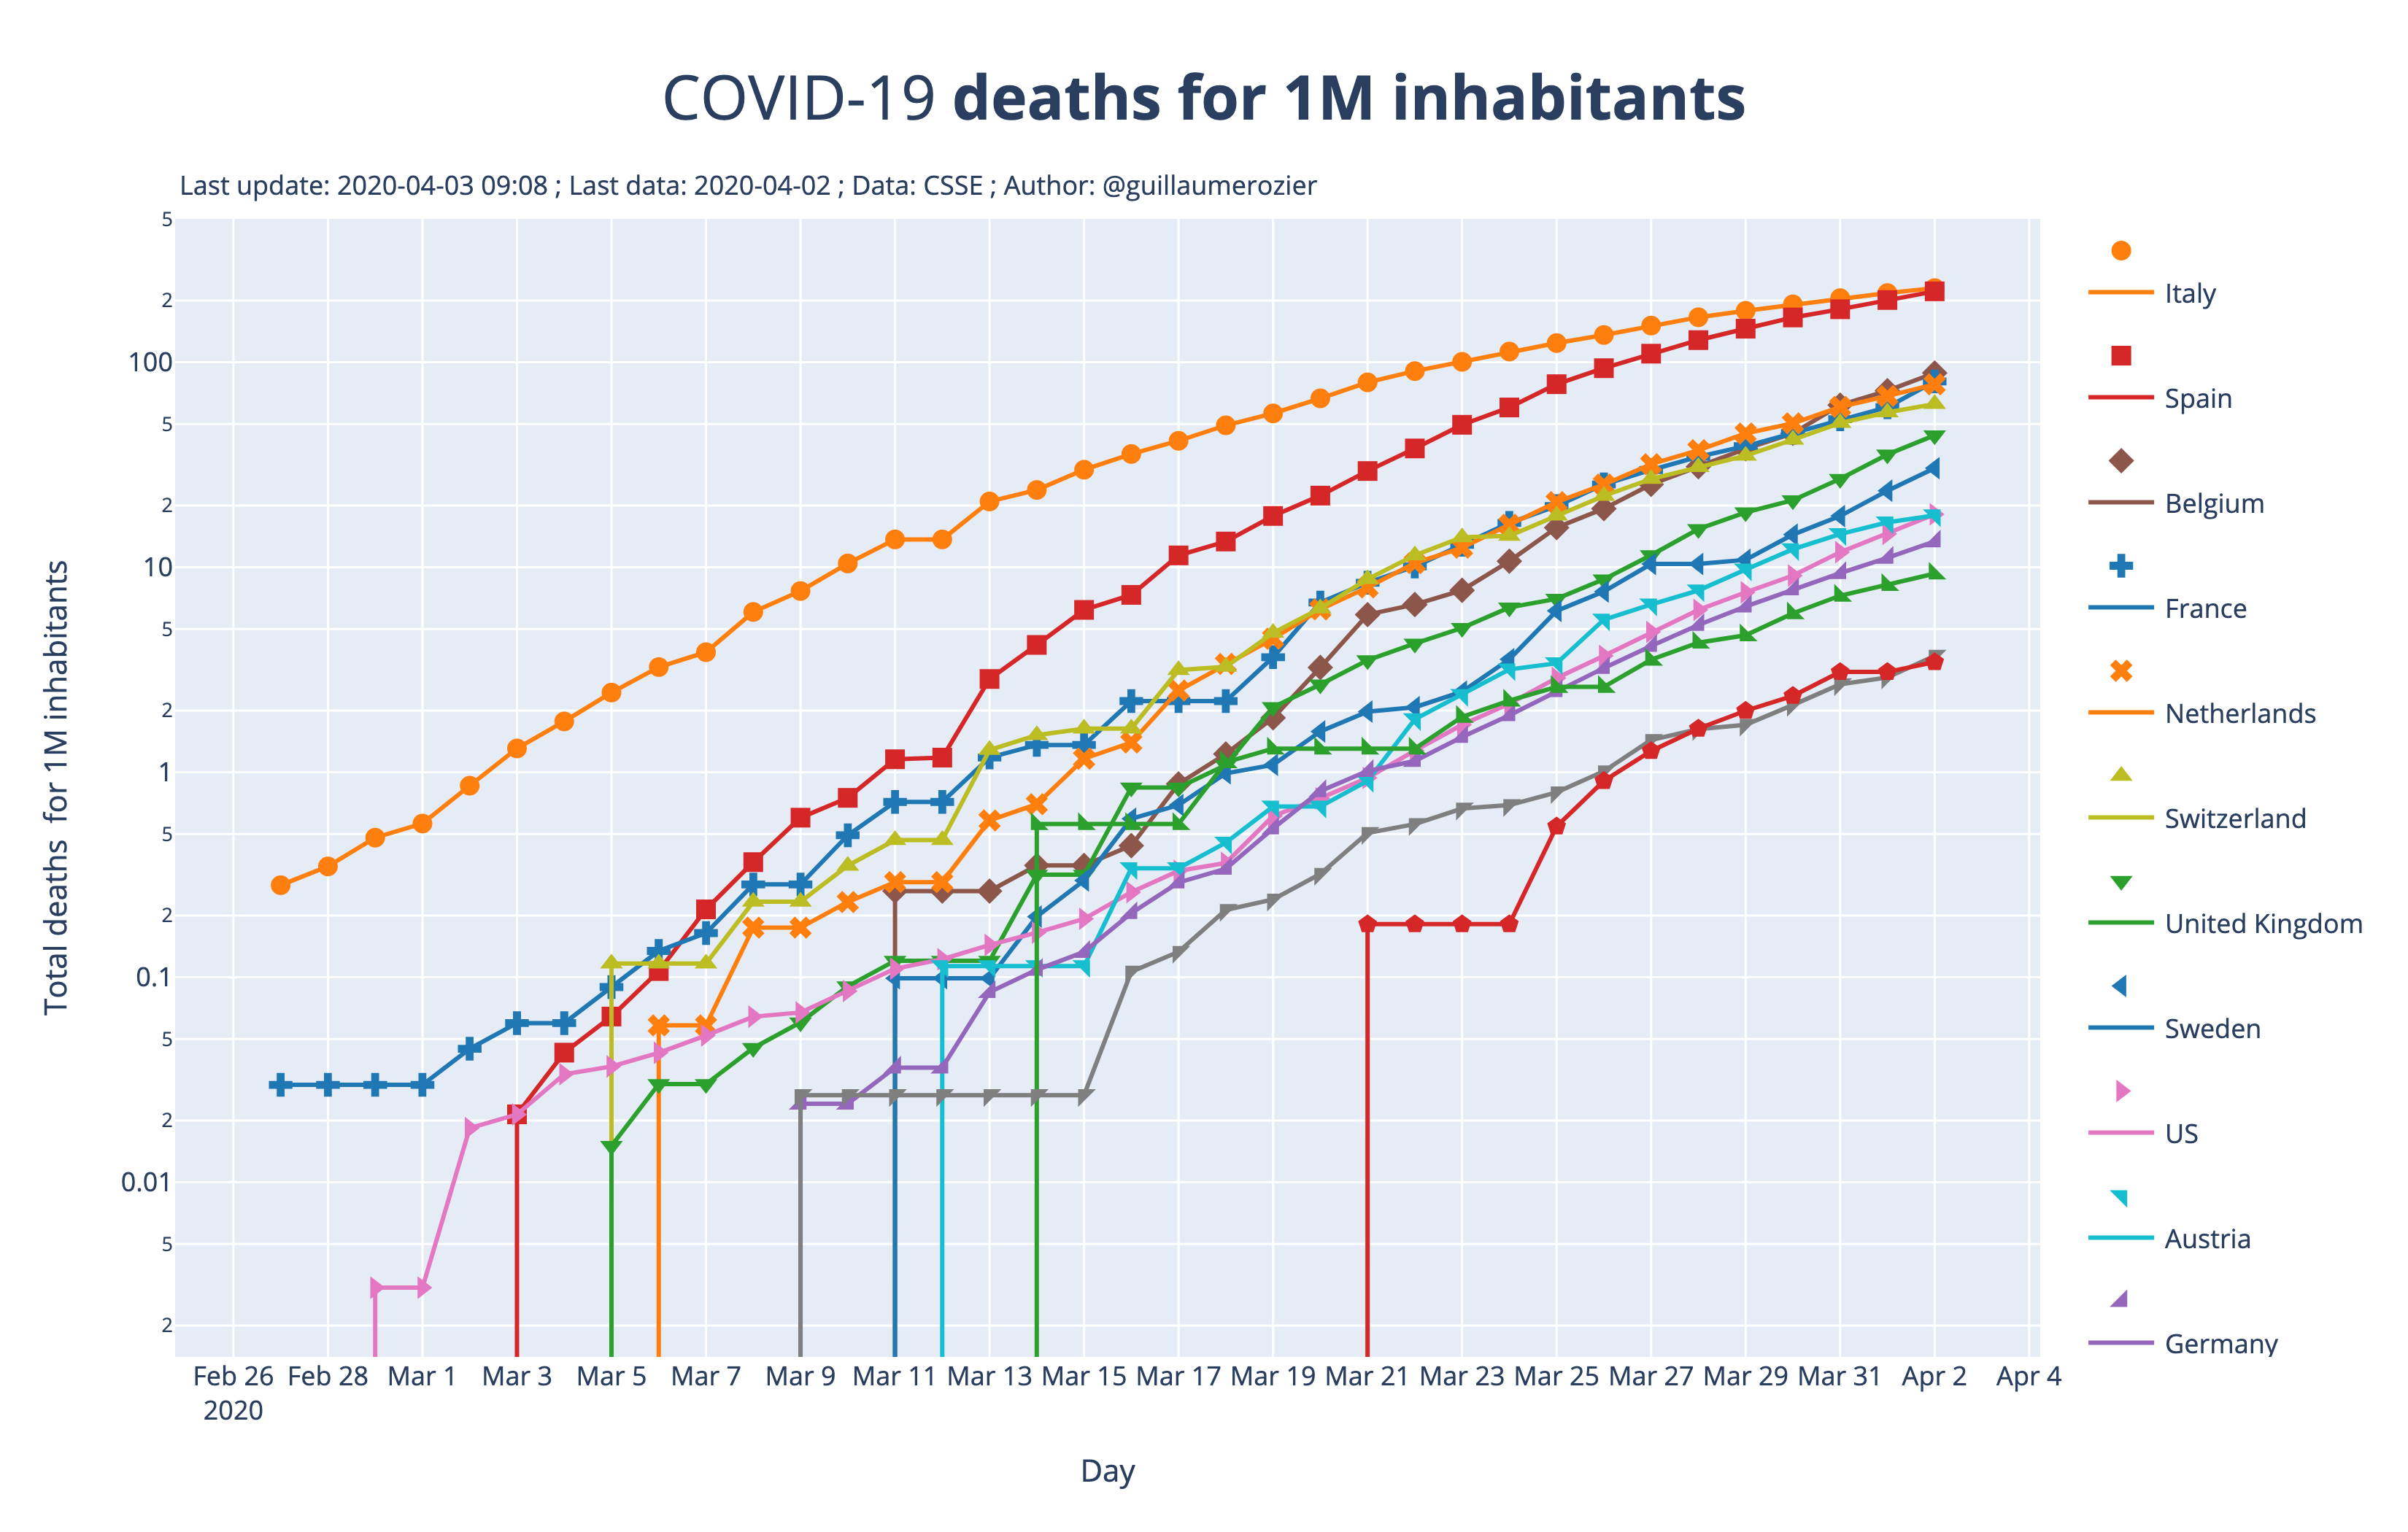 COVID-19 deaths for 1M inhabitants
Last update: 2020-04-03 09:08 ; Last data: 2020-04-02 ; Data: CSSE ; Author: @guillaumerozier
Total deaths for 1M inhabitants
5
2
100
5
2
10
5
2
1
5
2
0.1
5
2
0.01
5
2
Feb 26 Feb 28 Mar 1 Mar 3 Mar 5 Mar 7 Mar 9 Mar 11 Mar 13 Mar 15 Mar 17 Mar 19 Mar 21 Mar 23 Mar 25 Mar 27 Mar 29 Mar 31 Apr 2 Apr 4
2020
Day
Italy
Spain
Belgium
France
Netherlands
Switzerland
United Kingdom
Sweden
US
Austria
Germany